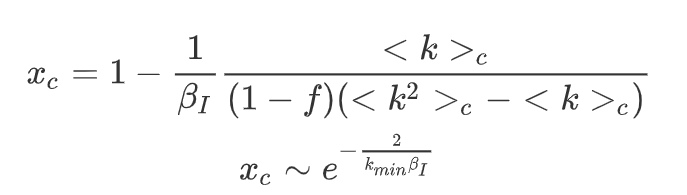 x_c = 1 - \frac{1}{\beta_I} \frac{<k>_c}{(1-f)(<k^2>_c - <k>_c)}
x_c \sim e^{-\frac{2}{k_{min}\beta_I}}